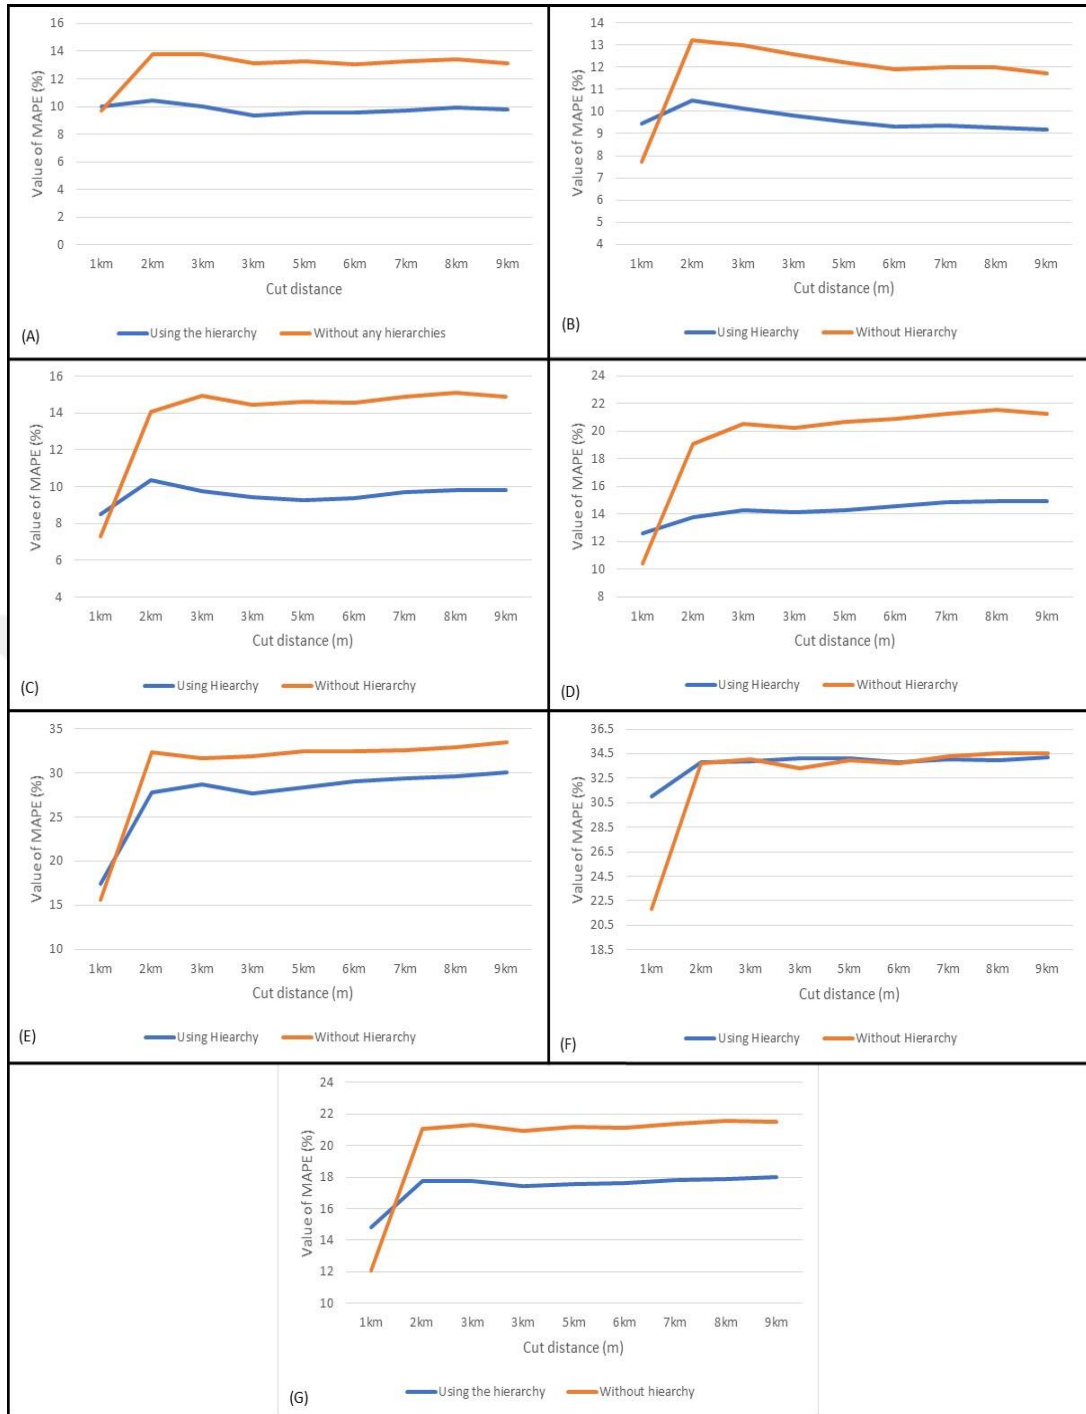 Value of MAPE (%)
16
14
12
10
8
6
4
2
0
1km 2km 3km 3km 5km 6km 7km 8km 9km
Cut distance
(A)
Using the hierarchy Without any hierarchies
Value of MAPE (%)
14
13
12
11
10
9
8
7
6
5
4
1km 2km 3km 3km 5km 6km 7km 8km 9km
Cut distance (m)
(B)
Using Hiearchy Without Hierarchy
Value of MAPE (%)
16
14
12
10
8
6
4
1km 2km 3km 3km 5km 6km 7km 8km 9km
Cut distance (m)
(C)
Using Hiearchy Without Hierarchy
Value of MAPE (%)
24
22
20
18
16
14
12
10
8
1km 2km 3km 3km 5km 6km 7km 8km 9km
Cut distance (m)
(D)
Using Hiearchy Without Hierarchy
Value of MAPE (%)
35
30
25
20
15
10
1km 2km 3km 3km 5km 6km 7km 8km 9km
Cut distance (m)
(E)
Using Hiearchy Without Hierarchy
Value of MAPE (%)
36.5
34.5
32.5
30.5
28.5
26.5
24.5
22.5
20.5
18.5
1km 2km 3km 3km 5km 6km 7km 8km 9km
Cut distance (m)
(F)
Using Hiearchy Without Hierarchy
Value of MAPE (%)
24
22
20
18
16
14
12
10
1km 2km 3km 3km 5km 6km 7km 8km 9km
Cut distance (m)
(G)
Using the hierarchy Without hiearchy